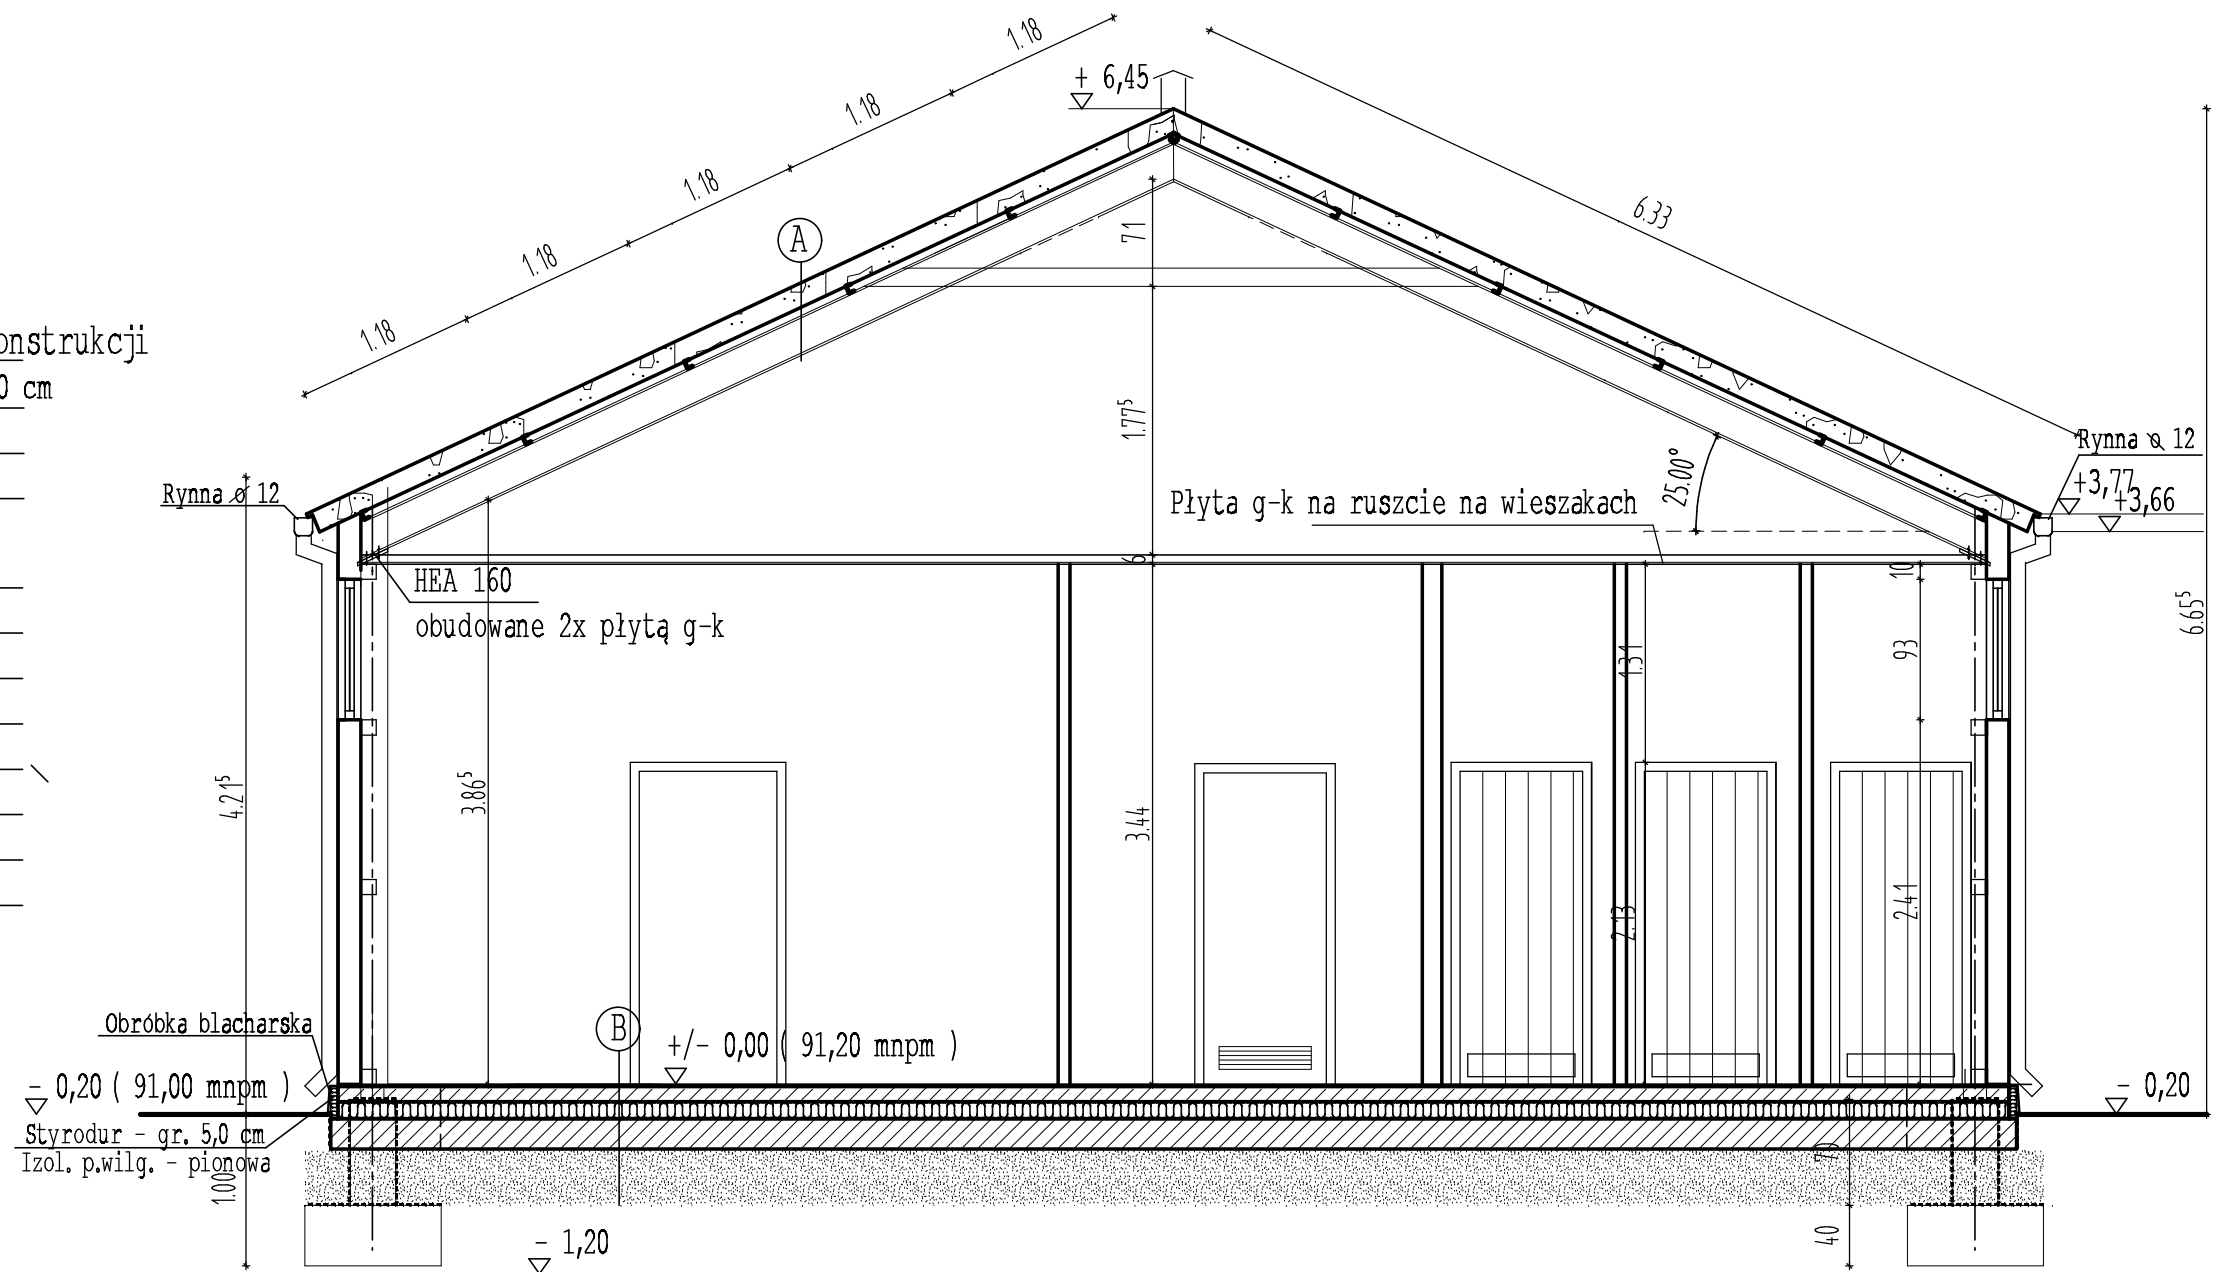 1.18
+ 6,45
1.18
1.18
6.33
A
71
1.18
1.18
onstrukcji
0 cm
1.77⁵
25.00°
Rynna ø 12
+3,77
+3,66
Rynna ø 12
Płyta g-k na ruszcie na wieszakach
6
10
HEA 160
obudowane 2x płytą g-k
6.65⁵
1.31
93
4.21⁵
3.86⁵
3.44
2.41
2.13
Obróbka blacharska
B
+/- 0,00 ( 91,20 mnpm )
- 0,20 ( 91,00 mnpm )
- 0,20
Styrodur - gr. 5,0 cm
Izol. p.wilg. - pionowa
1.00
- 1,20
40